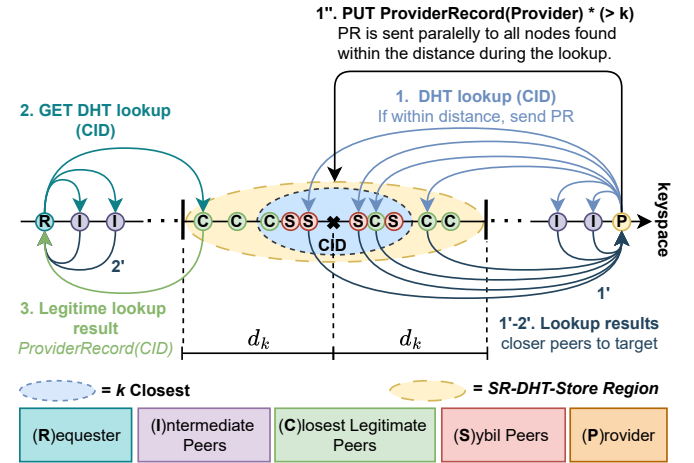 1". PUT ProviderRecord(Provider) * (> k)
PR is sent paralelly to all nodes found
within the distance during the lookup.
2. GET DHT lookup
(CID)
1. DHT lookup (CID)
If within distance, send PR
keyspace
R I I ··· C C C S S ✖ S C S C C ··· I I P
CID
2'
1'
3. Legitime lookup
result
ProviderRecord(CID)
1'-2'. Lookup results
closer peers to target
d_k d_k
= k Closest
= SR-DHT-Store Region
(R)equester
(I)ntermediate
Peers
(C)losest Legitimate
Peers
(S)ybil Peers
(P)rovider